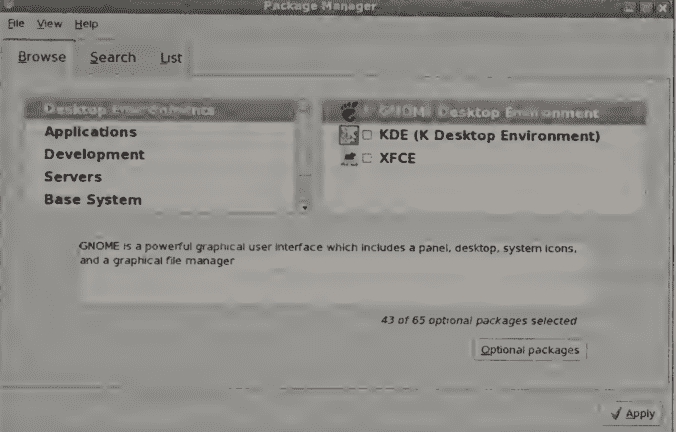 Package Manager
File View Help
Browse Search List
Desktop Environments
Applications
Development
Servers
Base System
GNOME Desktop Environment
KDE (K Desktop Environment)
XFCE
GNOME is a powerful graphical user interface which includes a panel, desktop, system icons,
and a graphical file manager
43 of 65 optional packages selected
Optional packages
Apply